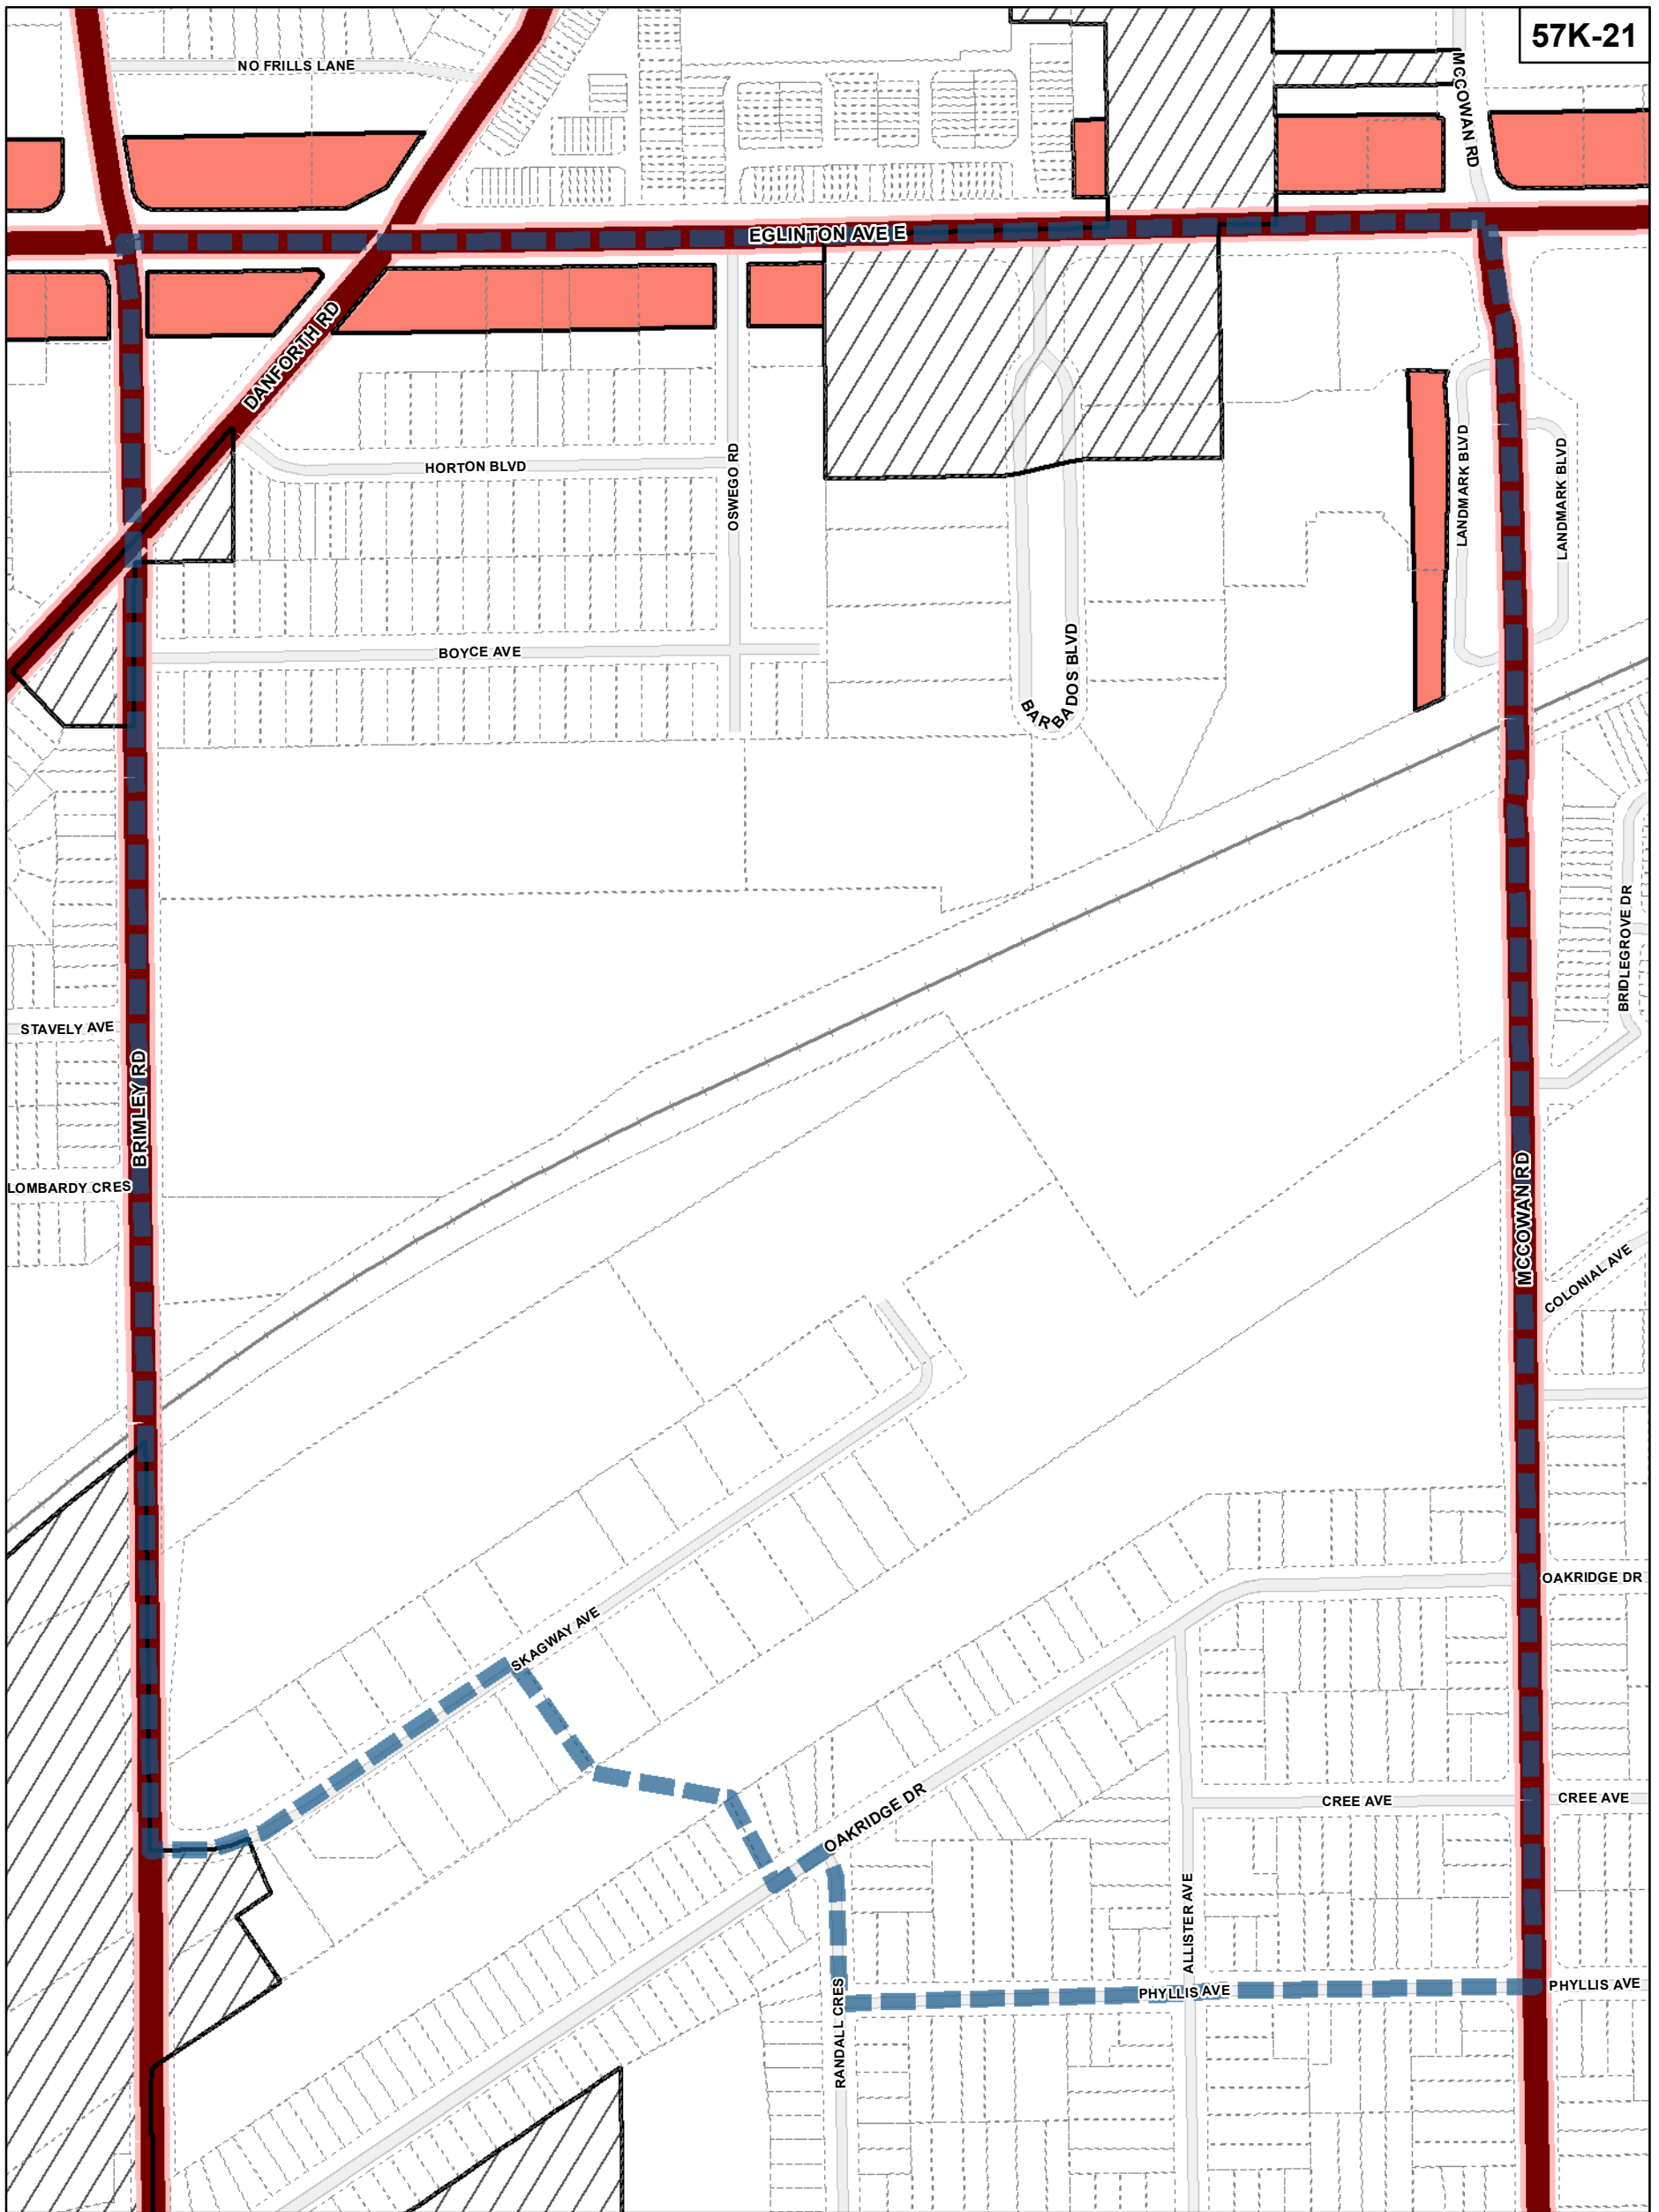 57K-21
NO FRILLS LANE
MCCOWAN RD
EGLINTON AVE E
DANFORTH RD
HORTON BLVD
OSWEGO RD
LANDMARK BLVD
LANDMARK BLVD
BOYCE AVE
BARBADOS BLVD
BRIDLEGROVE DR
STAVELY AVE
BRIMLEY RD
LOMBARDY CRES
MCCOWAN RD
COLONIAL AVE
OAKRIDGE DR
SKAGWAY AVE
OAKRIDGE DR
CREE AVE
CREE AVE
ALLISTER AVE
RANDALL CRES
PHYLLIS AVE
PHYLLIS AVE